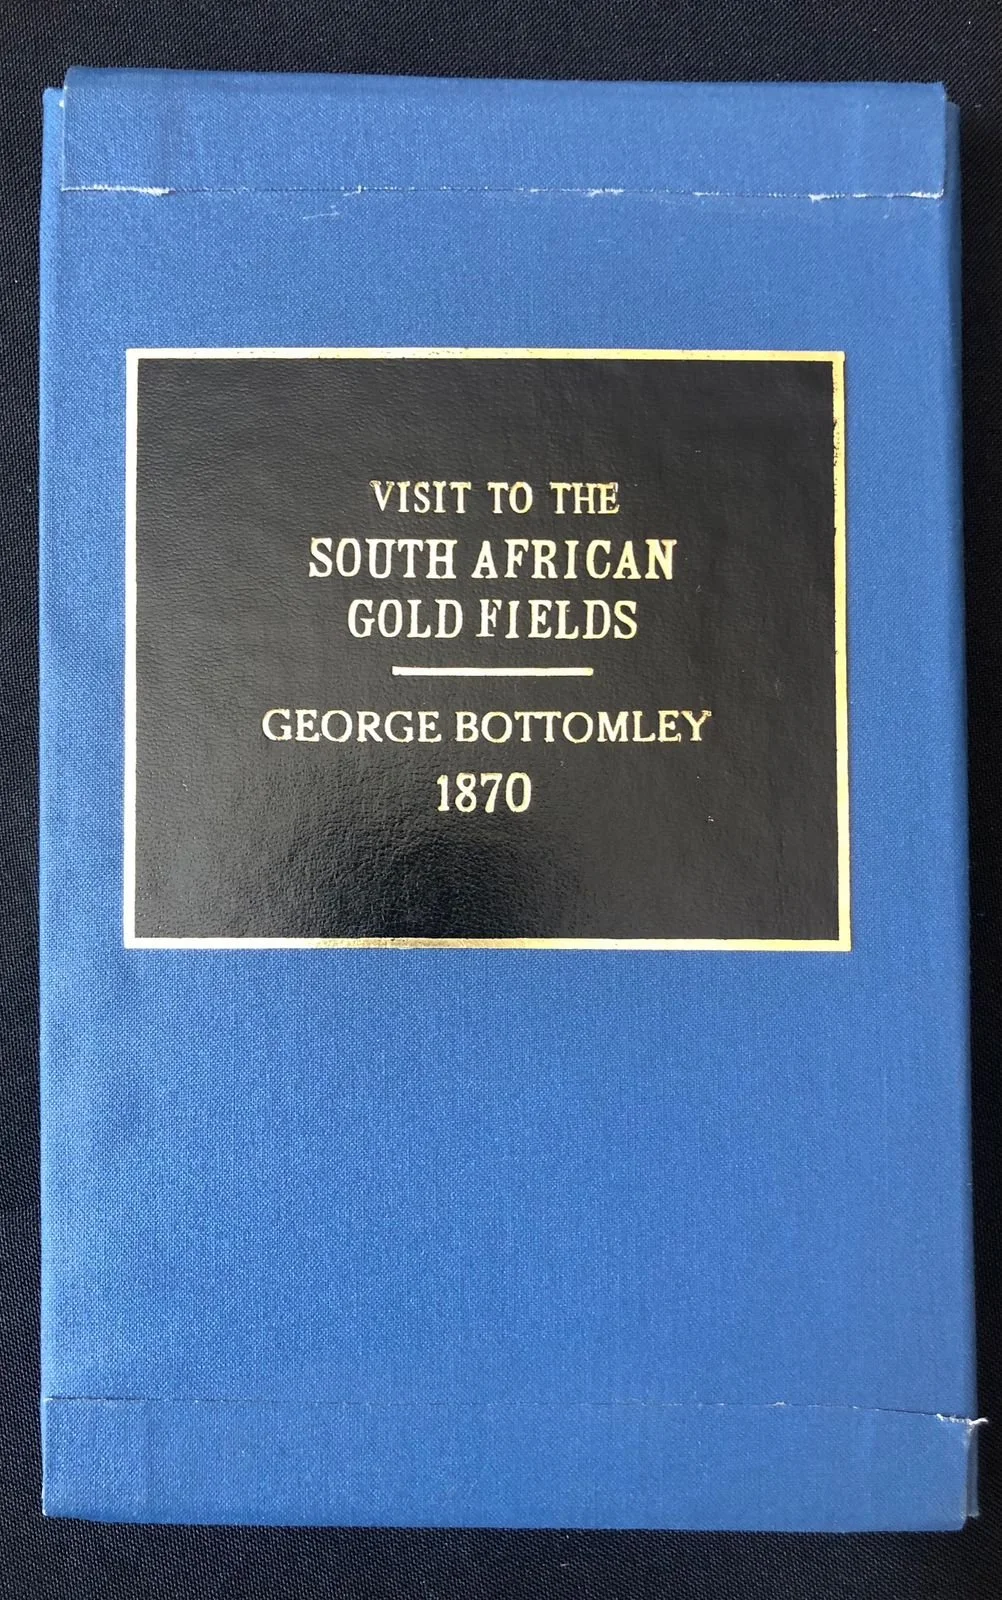 VISIT TO THE
SOUTH AFRICAN
GOLD FIELDS
GEORGE BOTTOMLEY
1870